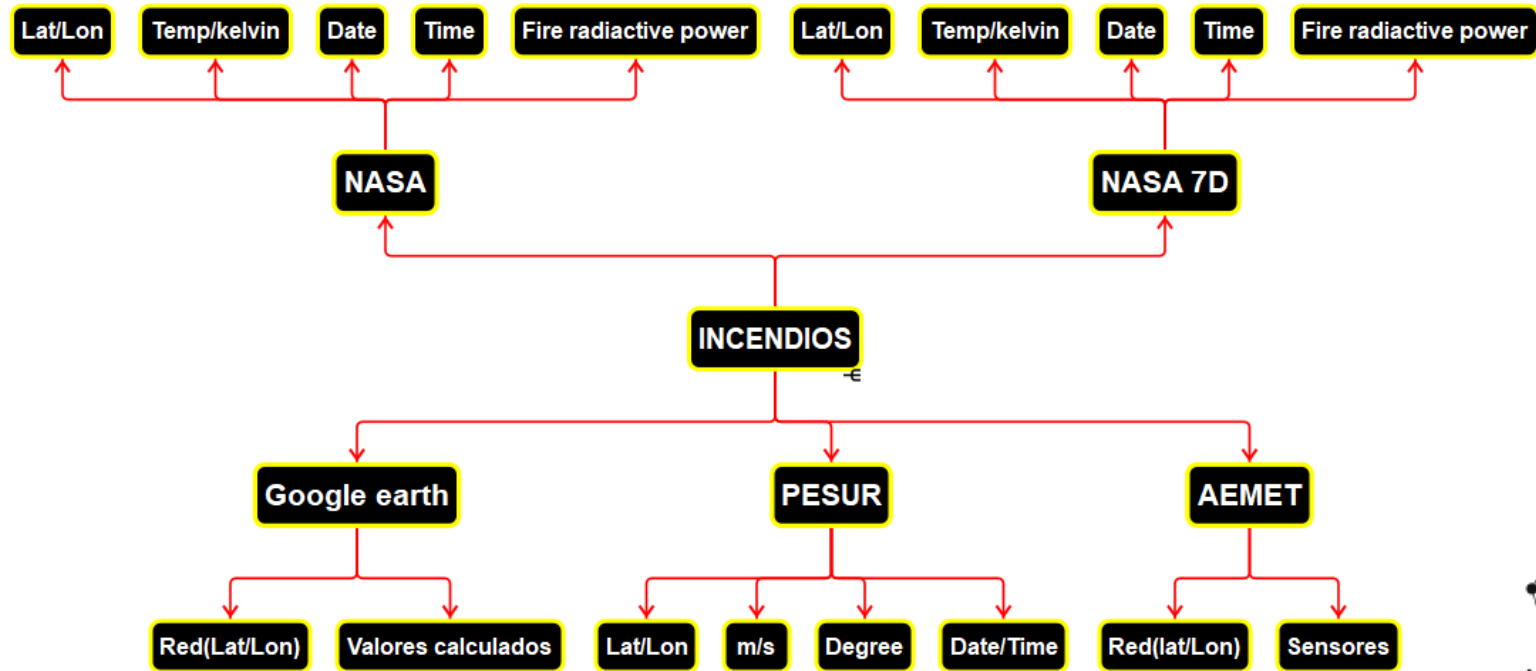 Lat/Lon
Temp/kelvin
Date
Time
Fire radiactive power
Lat/Lon
Temp/kelvin
Date
Time
Fire radiactive power
NASA
NASA 7D
INCENDIOS
Google earth
PESUR
AEMET
Red(Lat/Lon)
Valores calculados
Lat/Lon
m/s
Degree
Date/Time
Red(lat/Lon)
Sensores